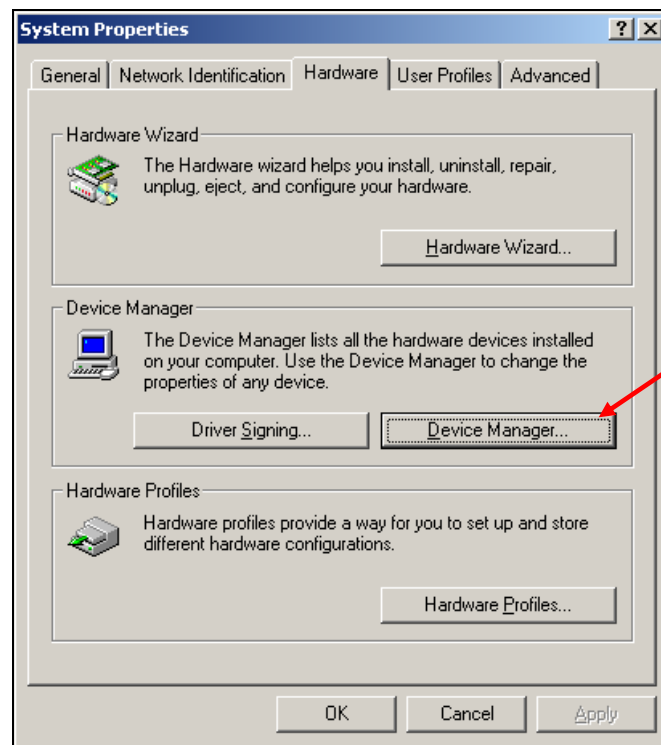 System Properties
General Network Identification Hardware User Profiles Advanced
Hardware Wizard
The Hardware wizard helps you install, uninstall, repair,
unplug, eject, and configure your hardware.
Hardware Wizard...
Device Manager
The Device Manager lists all the hardware devices installed
on your computer. Use the Device Manager to change the
properties of any device.
Driver Signing... Device Manager...
Hardware Profiles
Hardware profiles provide a way for you to set up and store
different hardware configurations.
Hardware Profiles...
OK Cancel Apply